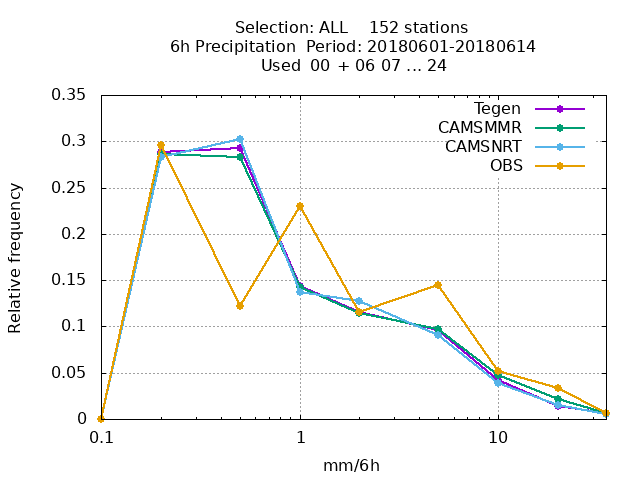 Selection: ALL    152 stations
6h Precipitation  Period: 20180601-20180614
Used  00  + 06 07 ... 24
Relative frequency
0.35
0.3
0.25
0.2
0.15
0.1
0.05
0
Tegen
CAMSMMR
CAMSNRT
OBS
0.1 1 10
mm/6h